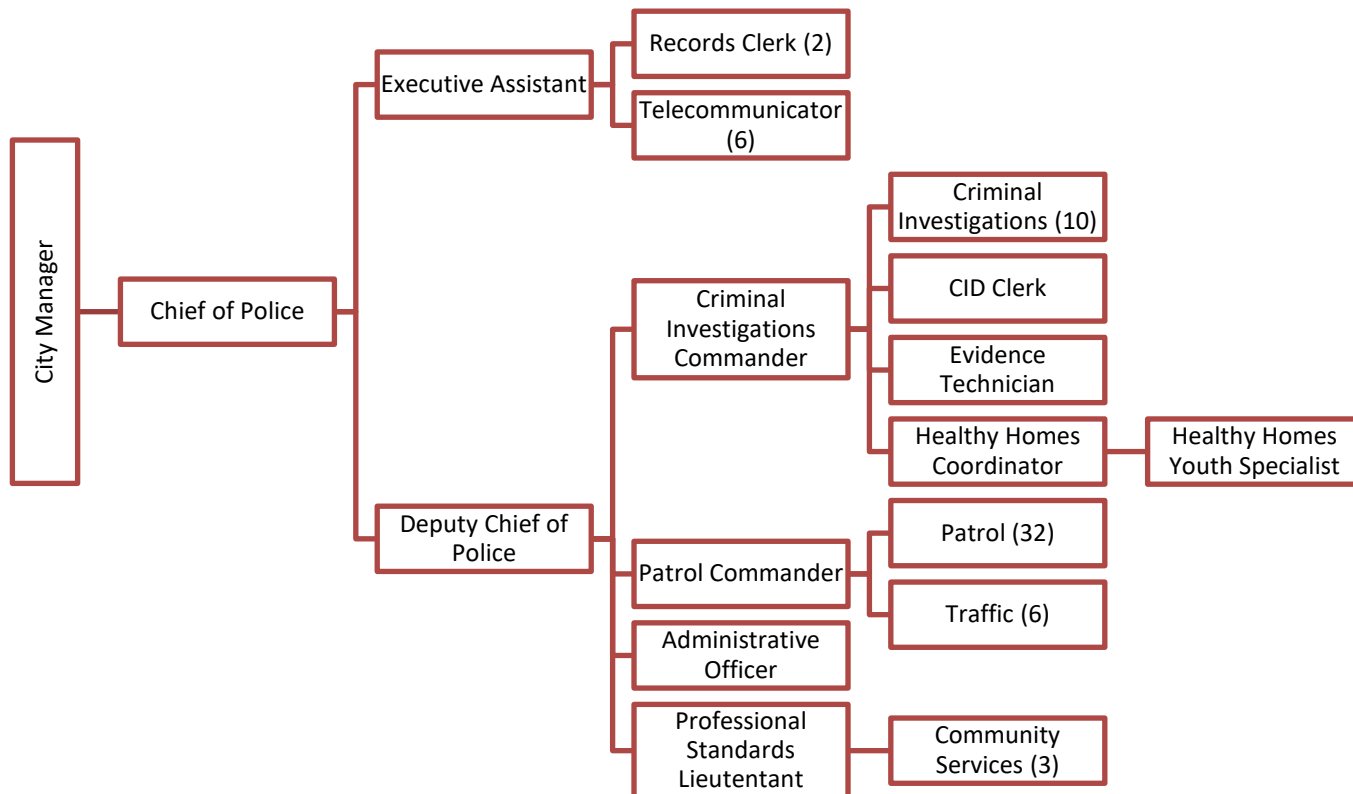 City Manager
Chief of Police
Executive Assistant
Records Clerk (2)
Telecommunicator
(6)
Deputy Chief of
Police
Criminal
Investigations
Commander
Criminal
Investigations (10)
CID Clerk
Evidence
Technician
Healthy Homes
Coordinator
Healthy Homes
Youth Specialist
Patrol Commander
Patrol (32)
Traffic (6)
Administrative
Officer
Professional
Standards
Lieutentant
Community
Services (3)